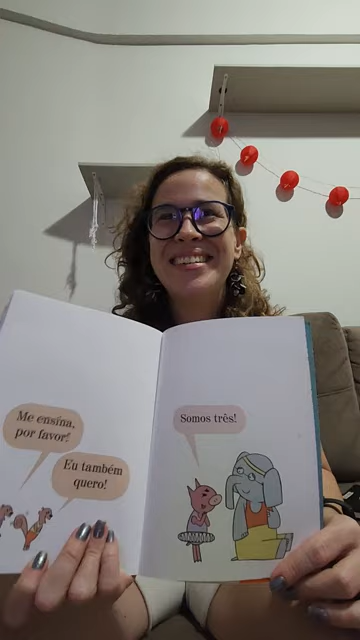 Me ensina,
por favor?
Eu também
quero!
Somos três!